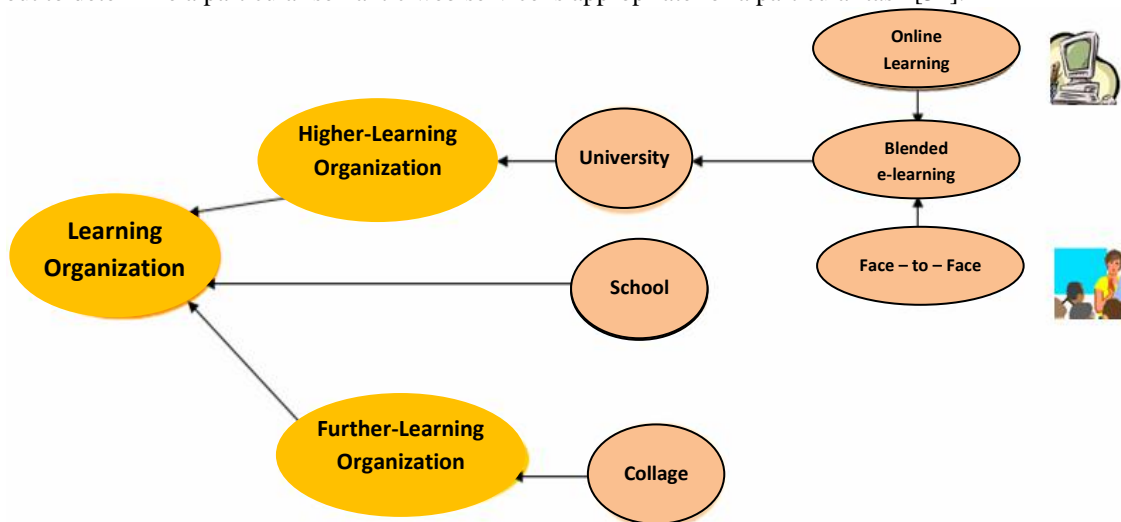 Online
Learning
Higher-Learning
Organization
University
Blended
e-learning
Learning
Organization
School
Face – to – Face
Further-Learning
Organization
Collage